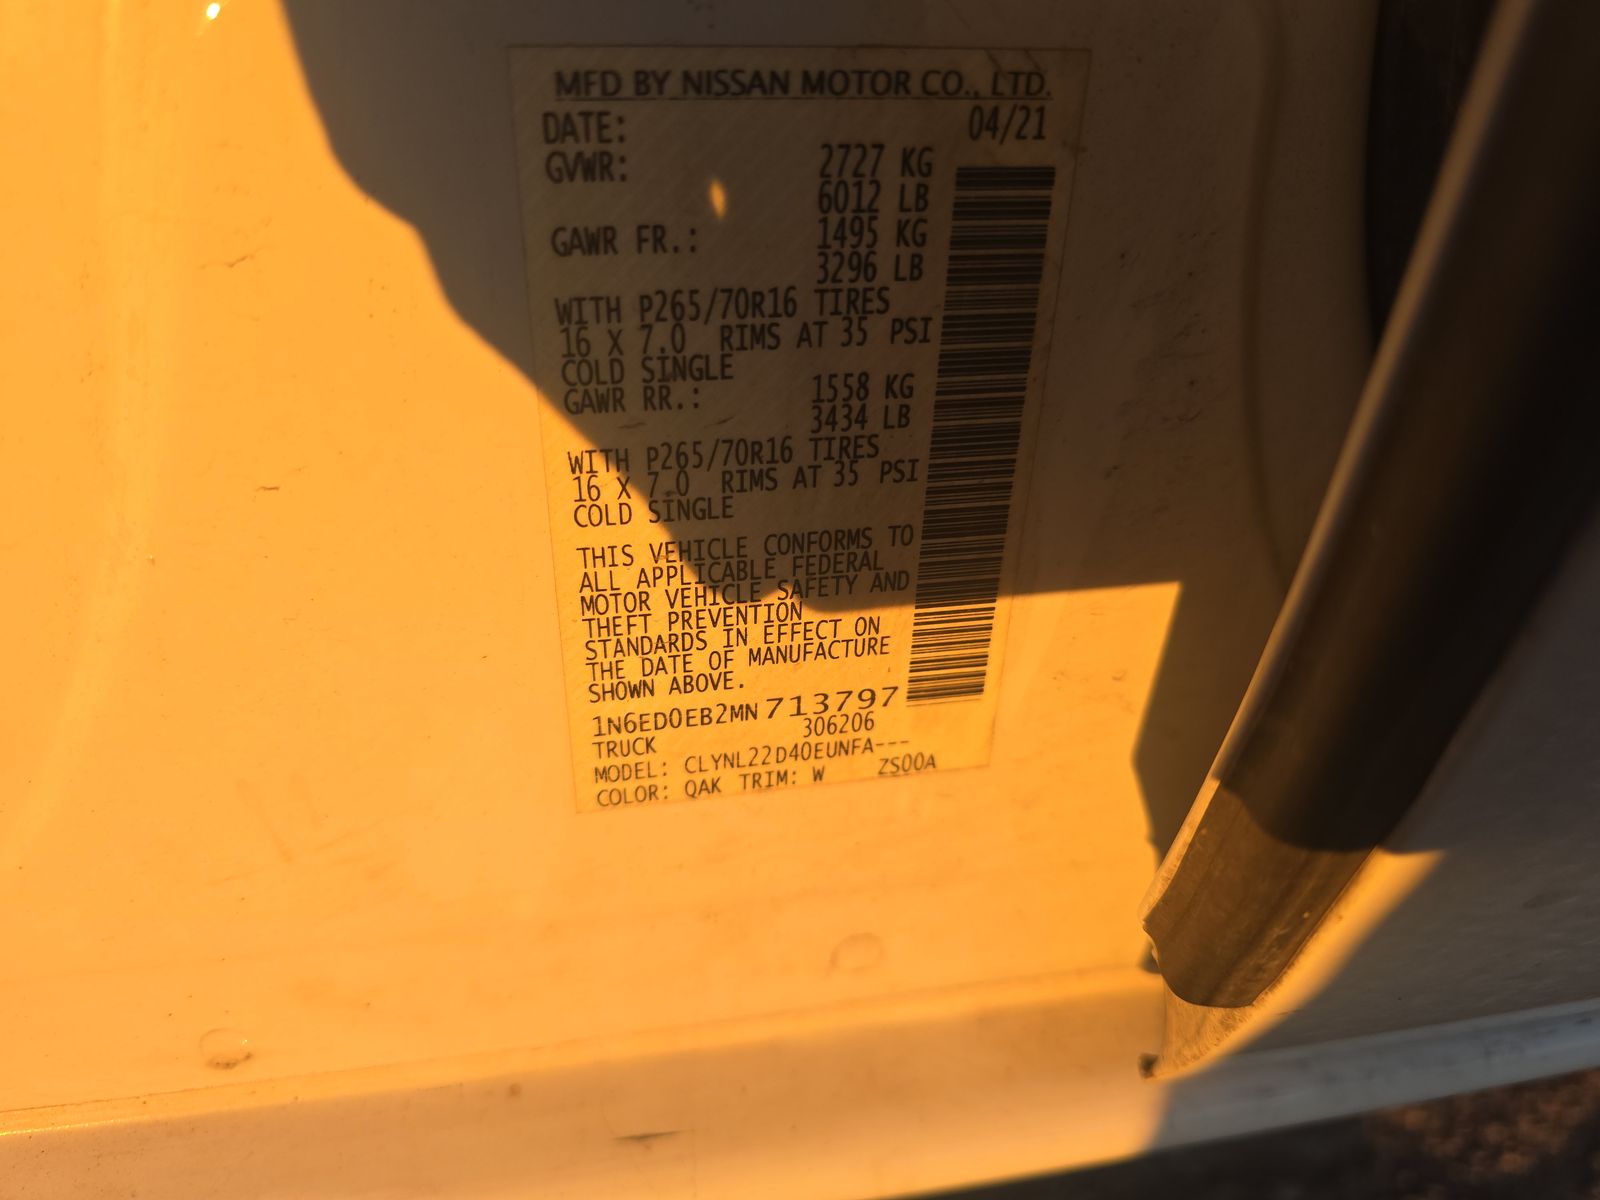 MFD BY NISSAN MOTOR CO., LTD.
DATE: 04/21
GVWR: 2727 KG
6012 LB
GAWR FR.: 1495 KG
3296 LB
WITH P265/70R16 TIRES
16 X 7.0 RIMS AT 35 PSI
COLD SINGLE
GAWR RR.: 1558 KG
3434 LB
WITH P265/70R16 TIRES
16 X 7.0 RIMS AT 35 PSI
COLD SINGLE
THIS VEHICLE CONFORMS TO
ALL APPLICABLE FEDERAL
MOTOR VEHICLE SAFETY AND
THEFT PREVENTION
STANDARDS IN EFFECT ON
THE DATE OF MANUFACTURE
SHOWN ABOVE.
1N6ED0EB2MN713797
TRUCK 306206
MODEL: CLYNL22D40EUNFA---
COLOR: QAK TRIM: W ZS00A